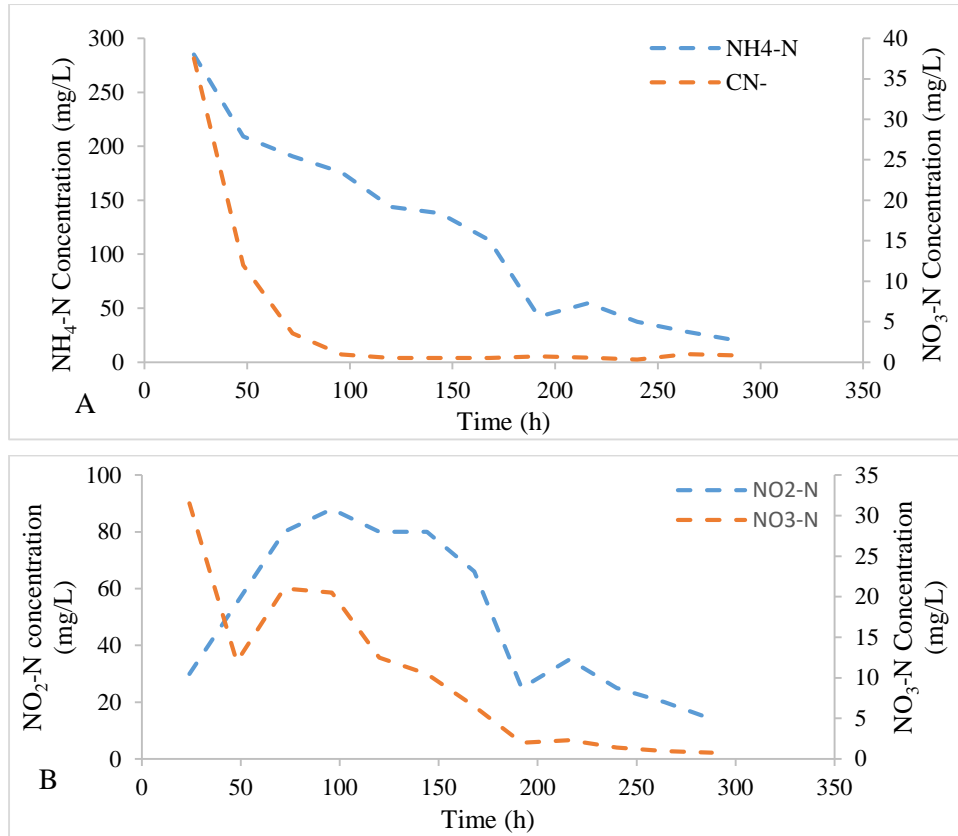 NH4-N
CN-
300
250
200
150
100
50
0
NH₄-N Concentration (mg/L)
40
35
30
25
20
15
10
5
0
NO₃-N Concentration (mg/L)
0 50 100 150 200 250 300 350
Time (h)
A
NO2-N
NO3-N
100
80
60
40
20
0
NO₂-N concentration
(mg/L)
35
30
25
20
15
10
5
0
NO₃-N Concentration
(mg/L)
0 50 100 150 200 250 300 350
Time (h)
B